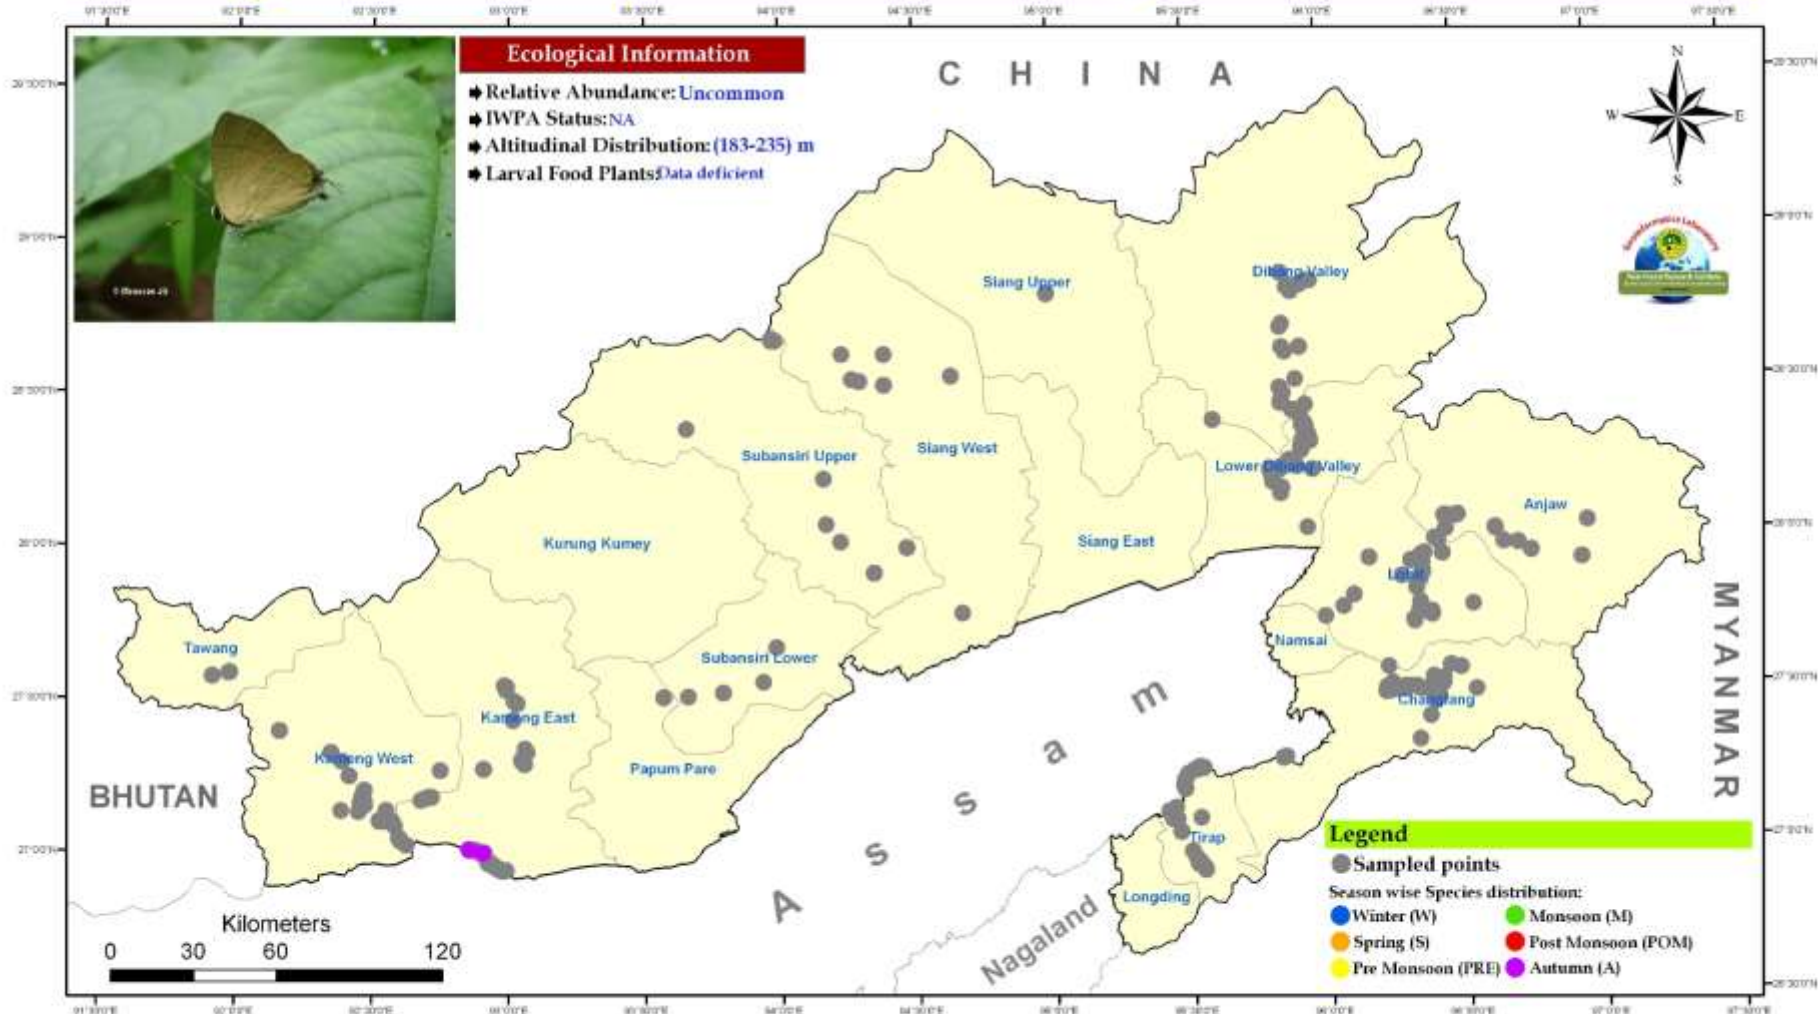 C H I N A
Ecological Information
Relative Abundance: Uncommon
IWPA Status: NA
Altitudinal Distribution: (183-235) m
Larval Food Plants: Data deficient
N
W E
S
Siang Upper
Dibang Valley
Subansiri Upper
Siang West
Lower Dibang Valley
Anjaw
Kurung Kumey
Siang East
Lohit
MYANMAR
Tawang
Subansiri Lower
Namsai
Kameng East
Changlang
Kameng West
Papum Pare
BHUTAN
A s s a m
Tirap
Longding
Nagaland
Kilometers
0 30 60 120
Legend
Sampled points
Season wise Species distribution:
Winter (W) Monsoon (M)
Spring (S) Post Monsoon (POM)
Pre Monsoon (PRE) Autumn (A)